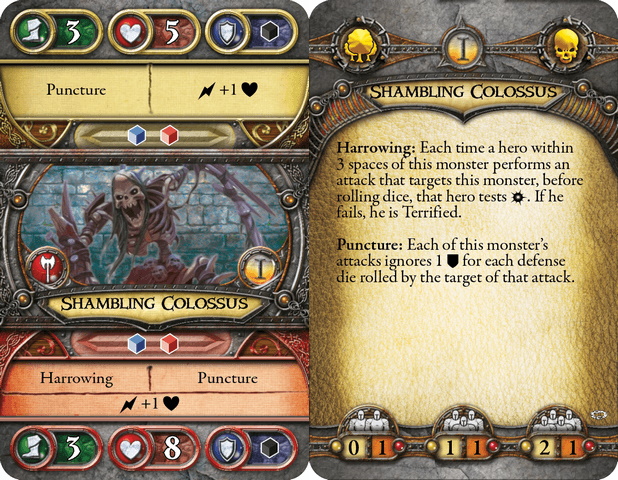 3 5
Puncture +1
I
SHAMBLING COLOSSUS
Harrowing Puncture
+1
3 8
I
SHAMBLING COLOSSUS
Harrowing: Each time a hero within
3 spaces of this monster performs an
attack that targets this monster, before
rolling dice, that hero tests . If he
fails, he is Terrified.
Puncture: Each of this monster's
attacks ignores 1 for each defense
die rolled by the target of that attack.
0 1 1 1 2 1